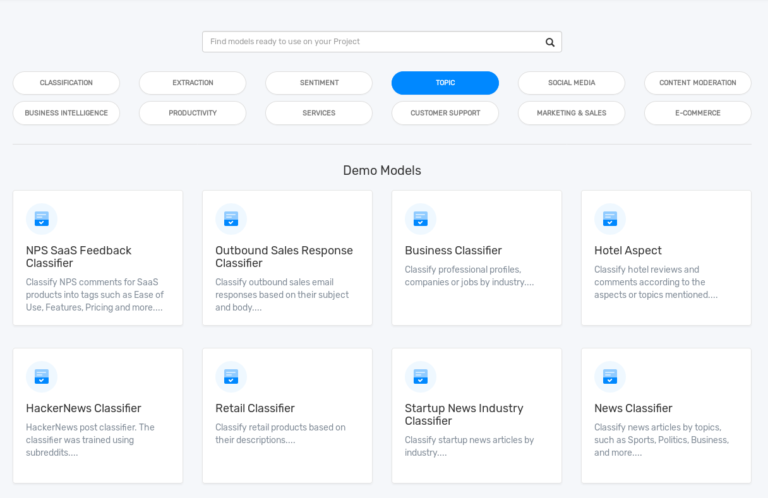 Find models ready to use on your Project
CLASSIFICATION
EXTRACTION
SENTIMENT
TOPIC
SOCIAL MEDIA
CONTENT MODERATION
BUSINESS INTELLIGENCE
PRODUCTIVITY
SERVICES
CUSTOMER SUPPORT
MARKETING & SALES
E-COMMERCE
Demo Models
NPS SaaS Feedback
Classifier
Classify NPS comments for SaaS
products into tags such as Ease of
Use, Features, Pricing and more....
Outbound Sales Response
Classifier
Classify outbound sales email
responses based on their subject
and body....
Business Classifier
Classify professional profiles,
companies or jobs by industry....
Hotel Aspect
Classify hotel reviews and
comments according to the
aspects or topics mentioned....
HackerNews Classifier
HackerNews post classifier. The
classifier was trained using
subreddits....
Retail Classifier
Classify retail products based on
their descriptions....
Startup News Industry
Classifier
Classify startup news articles by
industry....
News Classifier
Classify news articles by topics,
such as Sports, Politics, Business,
and more....